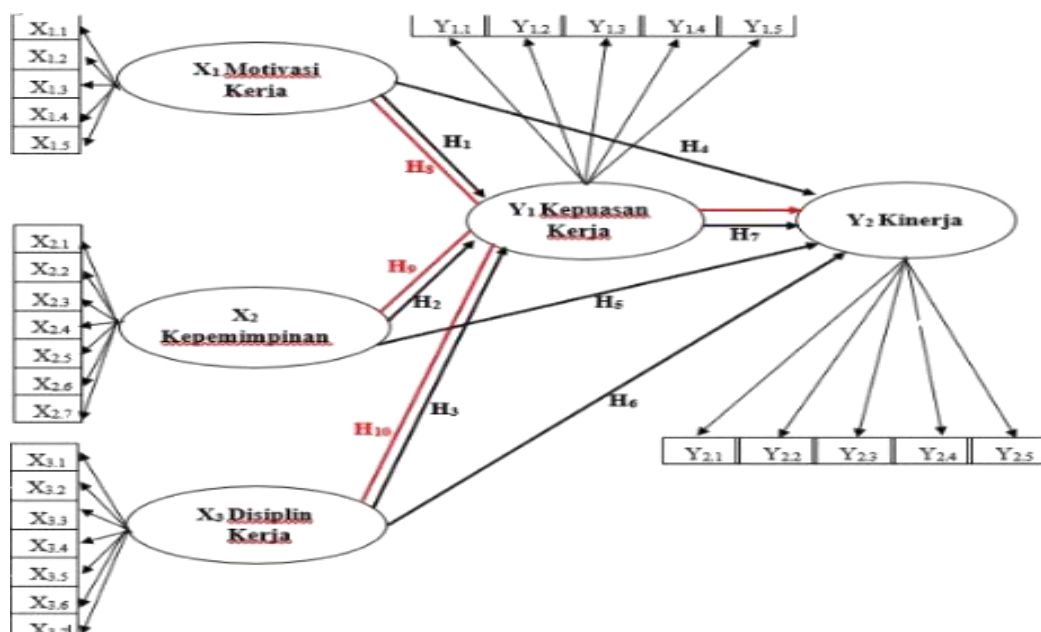 X1.1
X1.2
X1.3
X1.4
X1.5
Y1.1 Y1.2 Y1.3 Y1.4 Y1.5
X1 Motivasi
Kerja
H1
H8
H4
Y1 Kepuasan
Kerja
Y2 Kinerja
H7
X2.1
X2.2
X2.3
X2.4
X2.5
X2.6
X2.7
H9
H2
X2
Kepemimpinan
H5
H3
H6
H10
Y2.1 Y2.2 Y2.3 Y2.4 Y2.5
X3.1
X3.2
X3.3
X3.4
X3.5
X3.6
X3.7
X3 Disiplin
Kerja